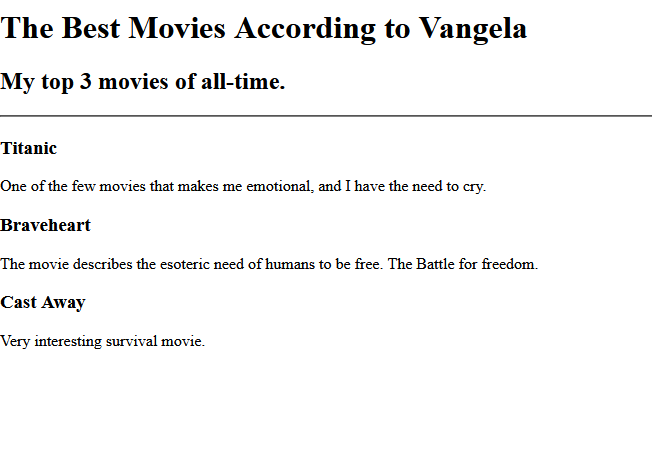 The Best Movies According to Vangela
My top 3 movies of all-time.
Titanic
One of the few movies that makes me emotional, and I have the need to cry.
Braveheart
The movie describes the esoteric need of humans to be free. The Battle for freedom.
Cast Away
Very interesting survival movie.